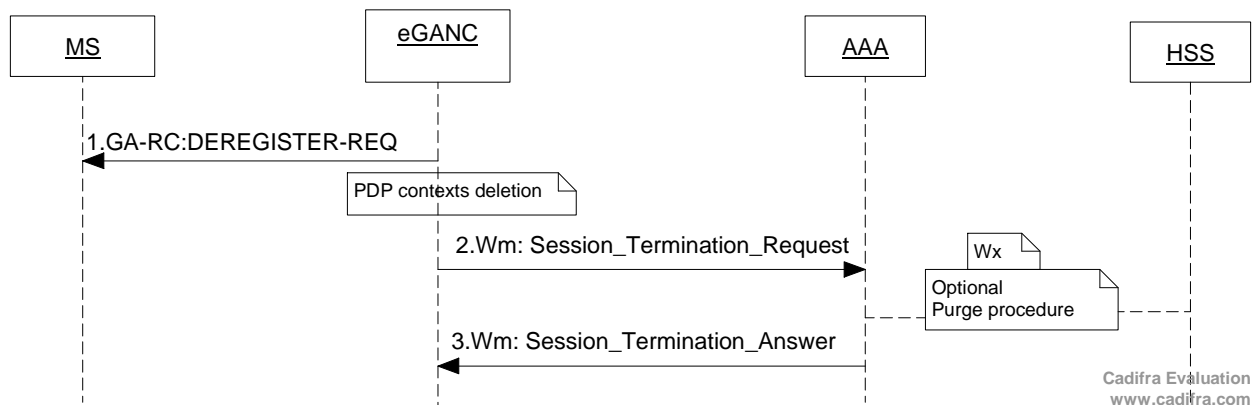 MS
eGANC
AAA
HSS
1.GA-RC:DEREGISTER-REQ
PDP contexts deletion
2.Wm: Session_Termination_Request
Wx
Optional
Purge procedure
3.Wm: Session_Termination_Answer
Cadifra Evaluation
www.cadifra.com